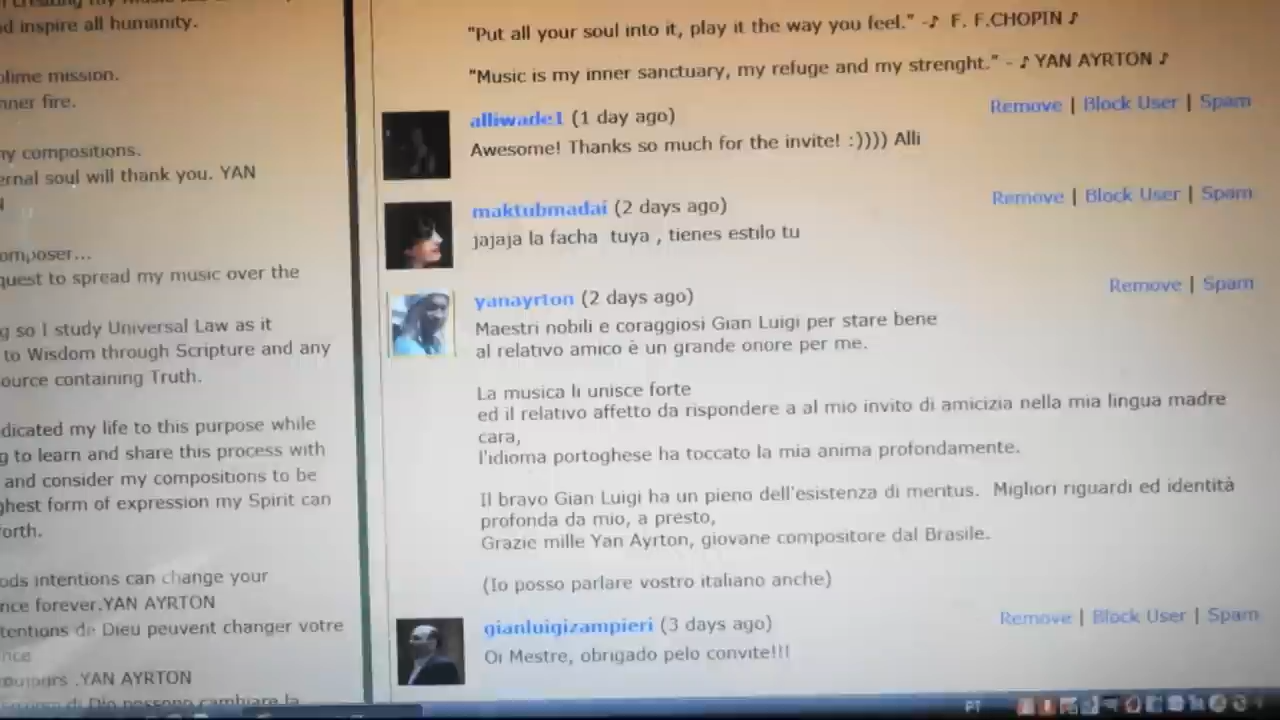 d inspire all humanity.
blime mission.
nner fire.
ny compositions.
ernal soul will thank you. YAN
omposer...
quest to spread my music over the
g so I study Universal Law as it
to Wisdom through Scripture and any
ource containing Truth.
dicated my life to this purpose while
g to learn and share this process with
and consider my compositions to be
ghest form of expression my Spirit can
forth.
ods intentions can change your
nce forever.YAN AYRTON
tentions de Dieu peuvent changer votre
nce
toujours .YAN AYRTON
di Dio possono cambiare la
"Put all your soul into it, play it the way you feel." -♪ F. F.CHOPIN ♪
"Music is my inner sanctuary, my refuge and my strenght." - ♪ YAN AYRTON ♪
alliwade1 (1 day ago) Remove | Block User | Spam
Awesome! Thanks so much for the invite! :)))) Alli
maktubmadai (2 days ago) Remove | Block User | Spam
jajaja la facha tuya , tienes estilo tu
yanayrton (2 days ago) Remove | Spam
Maestri nobili e coraggiosi Gian Luigi per stare bene
al relativo amico è un grande onore per me.
La musica li unisce forte
ed il relativo affetto da rispondere a al mio invito di amicizia nella mia lingua madre
cara,
l'idioma portoghese ha toccato la mia anima profondamente.
Il bravo Gian Luigi ha un pieno dell'esistenza di meritus. Migliori riguardi ed identità
profonda da mio, a presto,
Grazie mille Yan Ayrton, giovane compositore dal Brasile.
(Io posso parlare vostro italiano anche)
gianluigizampieri (3 days ago) Remove | Block User | Spam
Oi Mestre, obrigado pelo convite!!!
PT